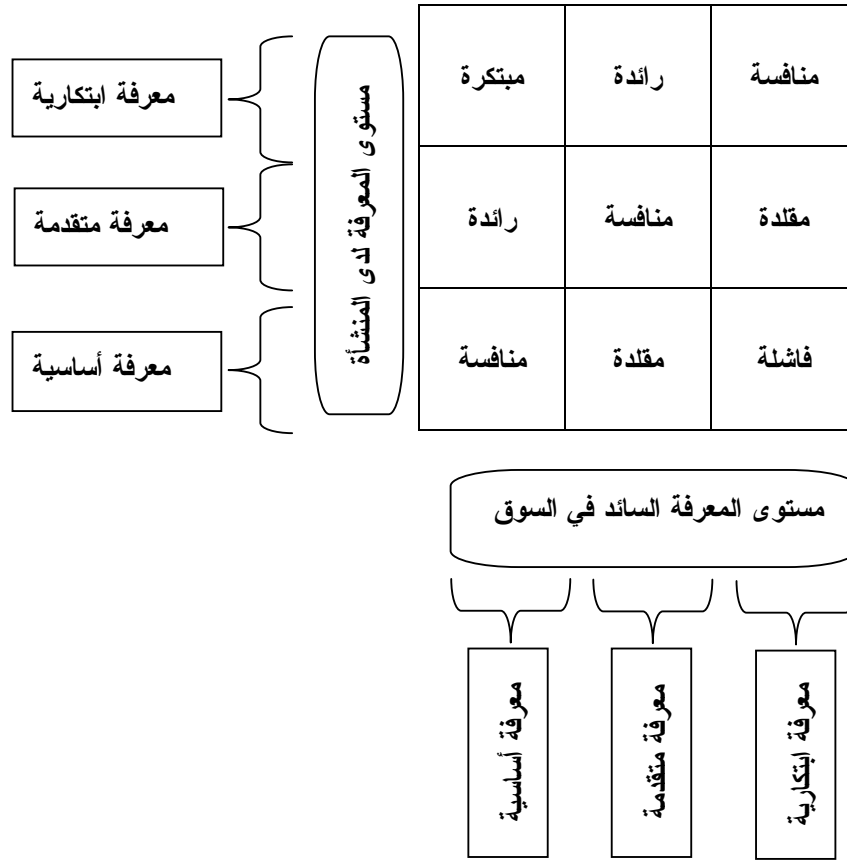 منافسة
رائدة
مبتكرة
مقلدة
منافسة
رائدة
فاشلة
مقلدة
منافسة
مستوى المعرفة لدى المنشأة
معرفة ابتكارية
معرفة متقدمة
معرفة أساسية
مستوى المعرفة السائد في السوق
معرفة ابتكارية
معرفة متقدمة
معرفة أساسية